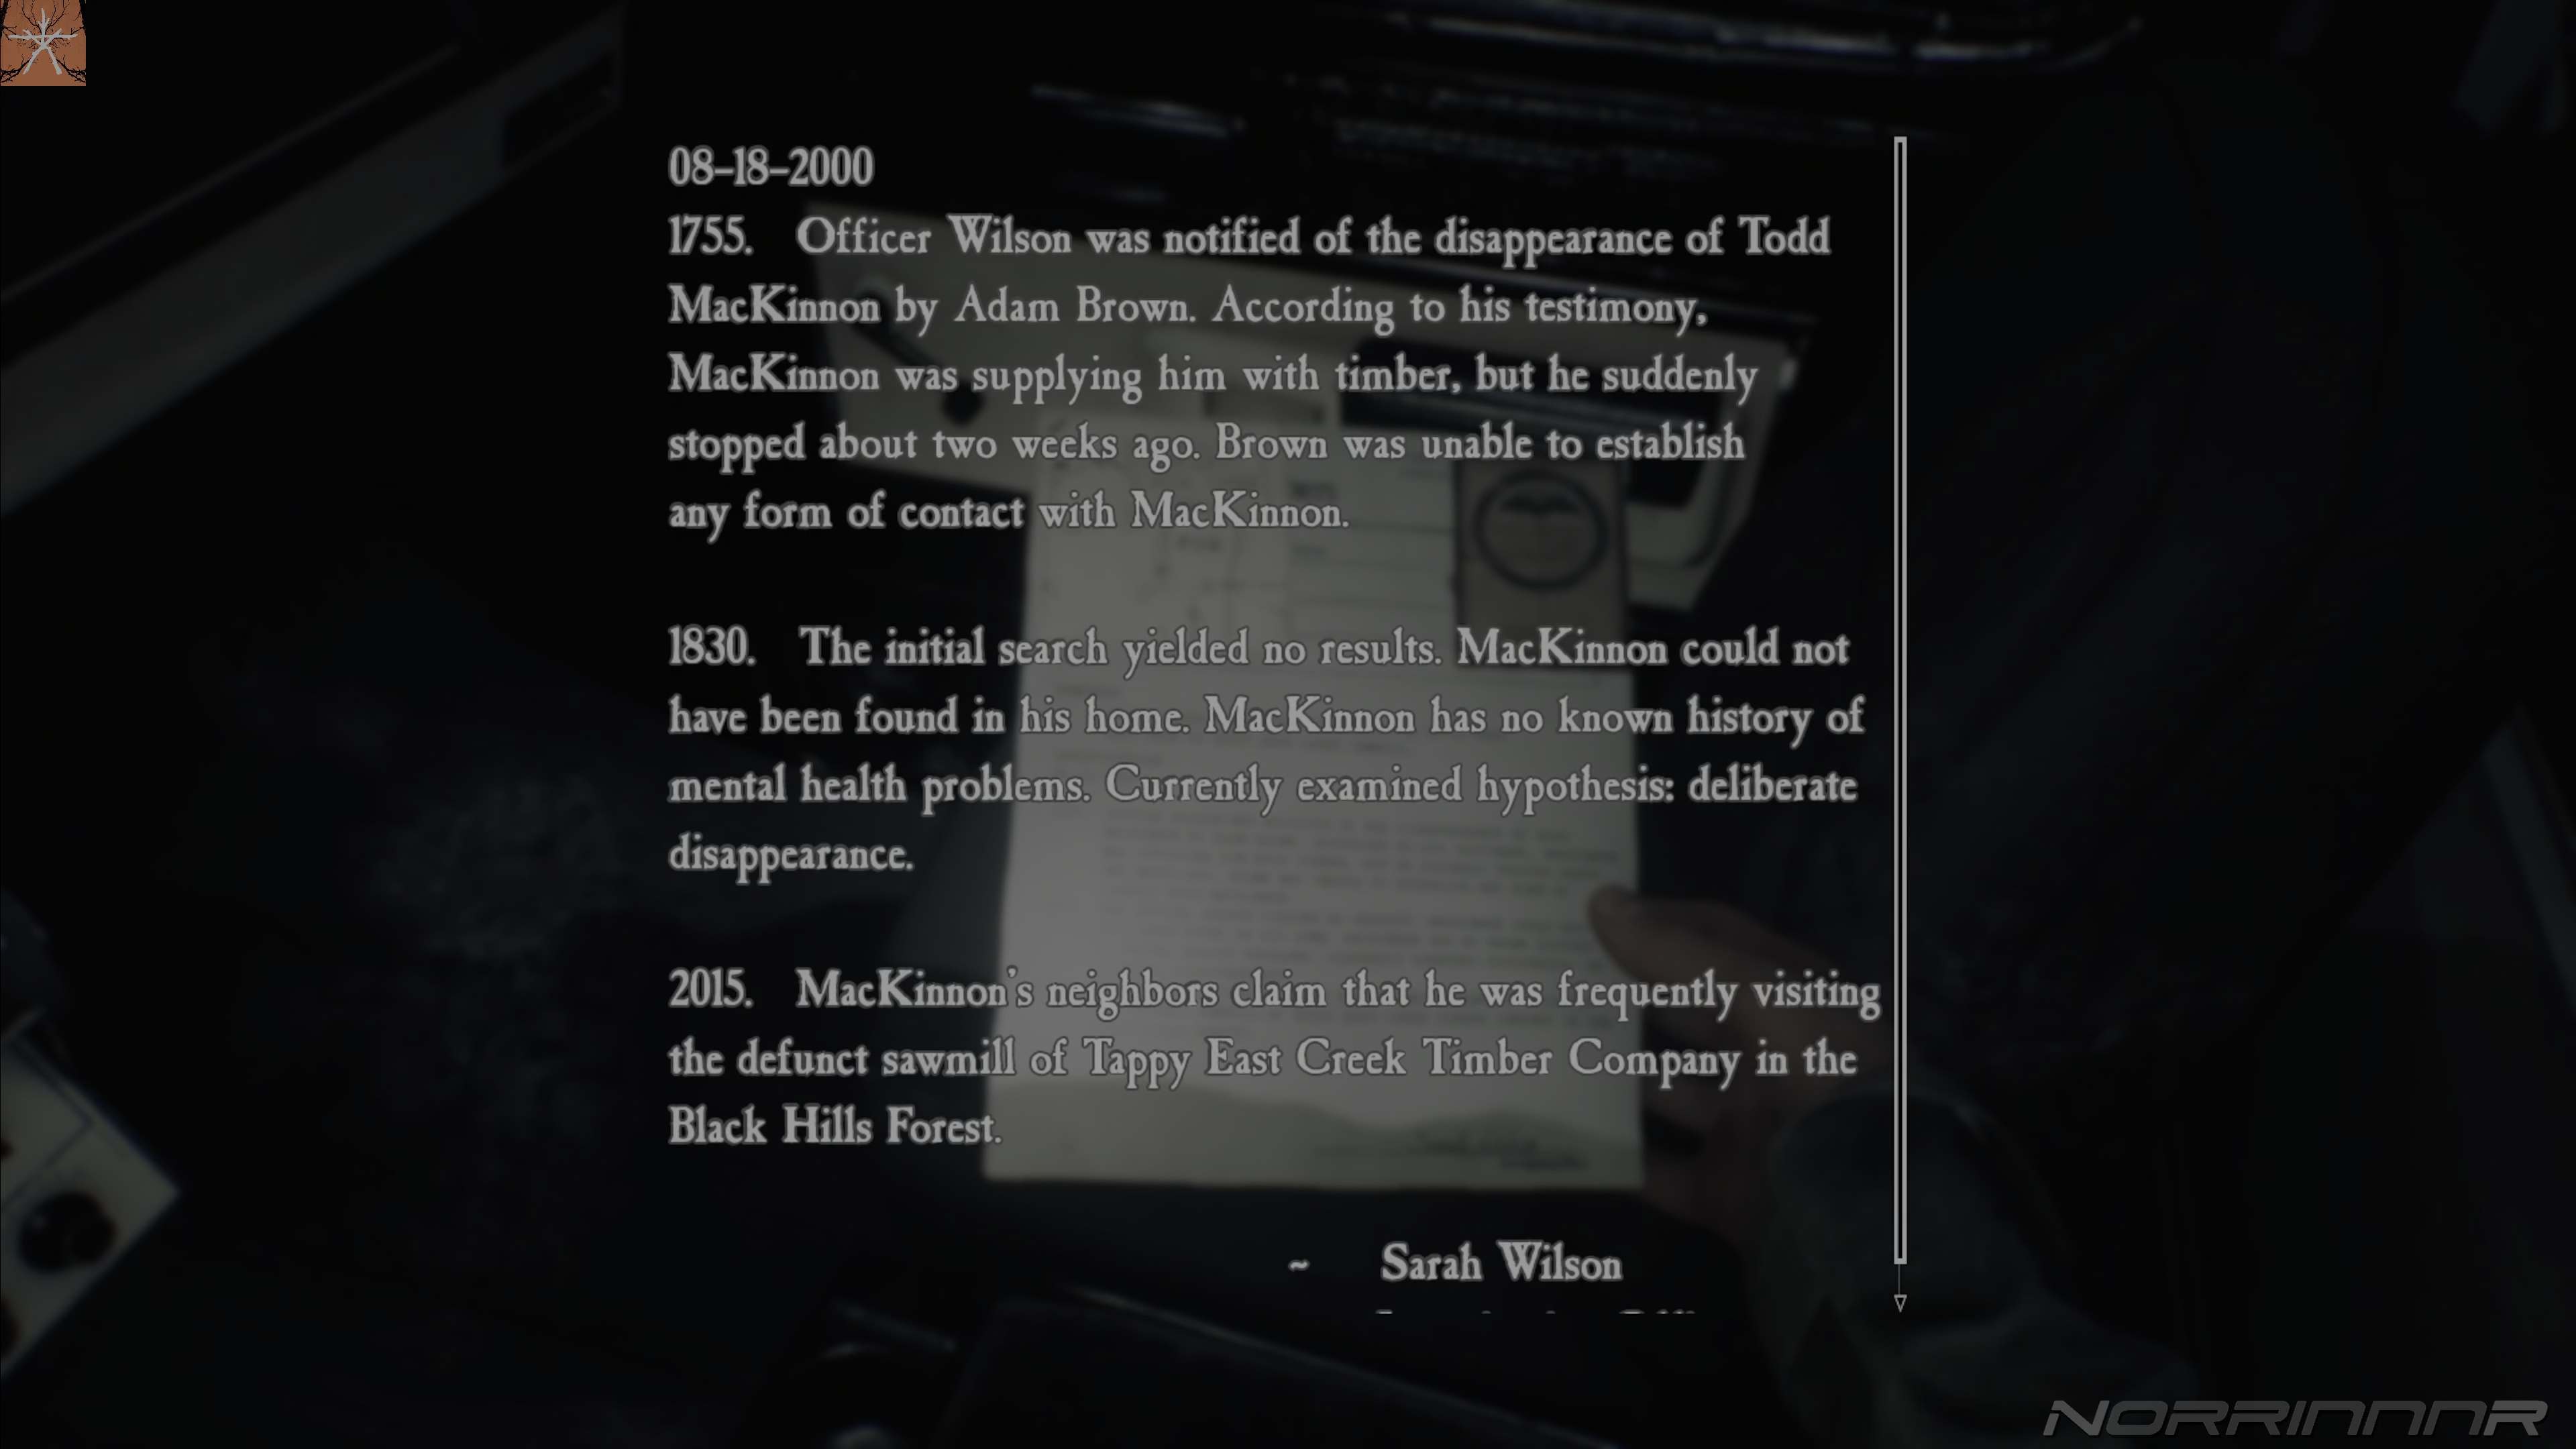 08-18-2000
1755. Officer Wilson was notified of the disappearance of Todd
MacKinnon by Adam Brown. According to his testimony,
MacKinnon was supplying him with timber, but he suddenly
stopped about two weeks ago. Brown was unable to establish
any form of contact with MacKinnon.
1830. The initial search yielded no results. MacKinnon could not
have been found in his home. MacKinnon has no known history of
mental health problems. Currently examined hypothesis: deliberate
disappearance.
2015. MacKinnon's neighbors claim that he was frequently visiting
the defunct sawmill of Tappy East Creek Timber Company in the
Black Hills Forest.
~ Sarah Wilson
NORRINNNR